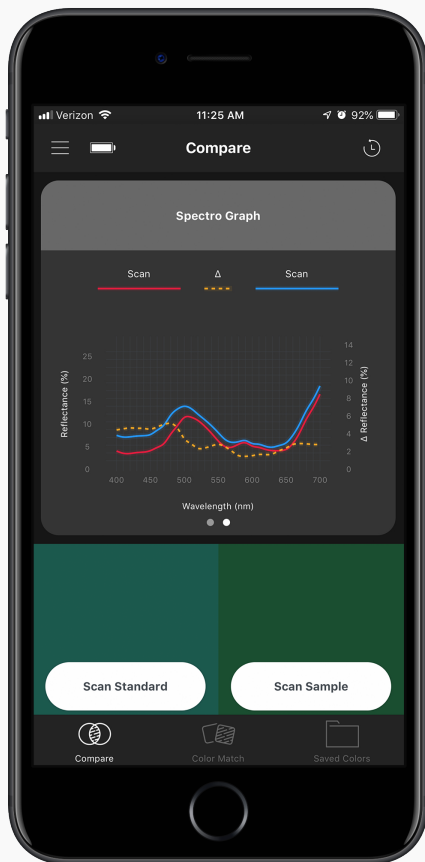 Verizon 11:25 AM 92%
Compare
Spectro Graph
Scan Δ Scan
Reflectance (%)
25
20
15
10
5
0
14
12
10
8
6
4
2
0
Δ Reflectance (%)
400 450 500 550 600 650 700
Wavelength (nm)
Scan Standard Scan Sample
Compare Color Match Saved Colors